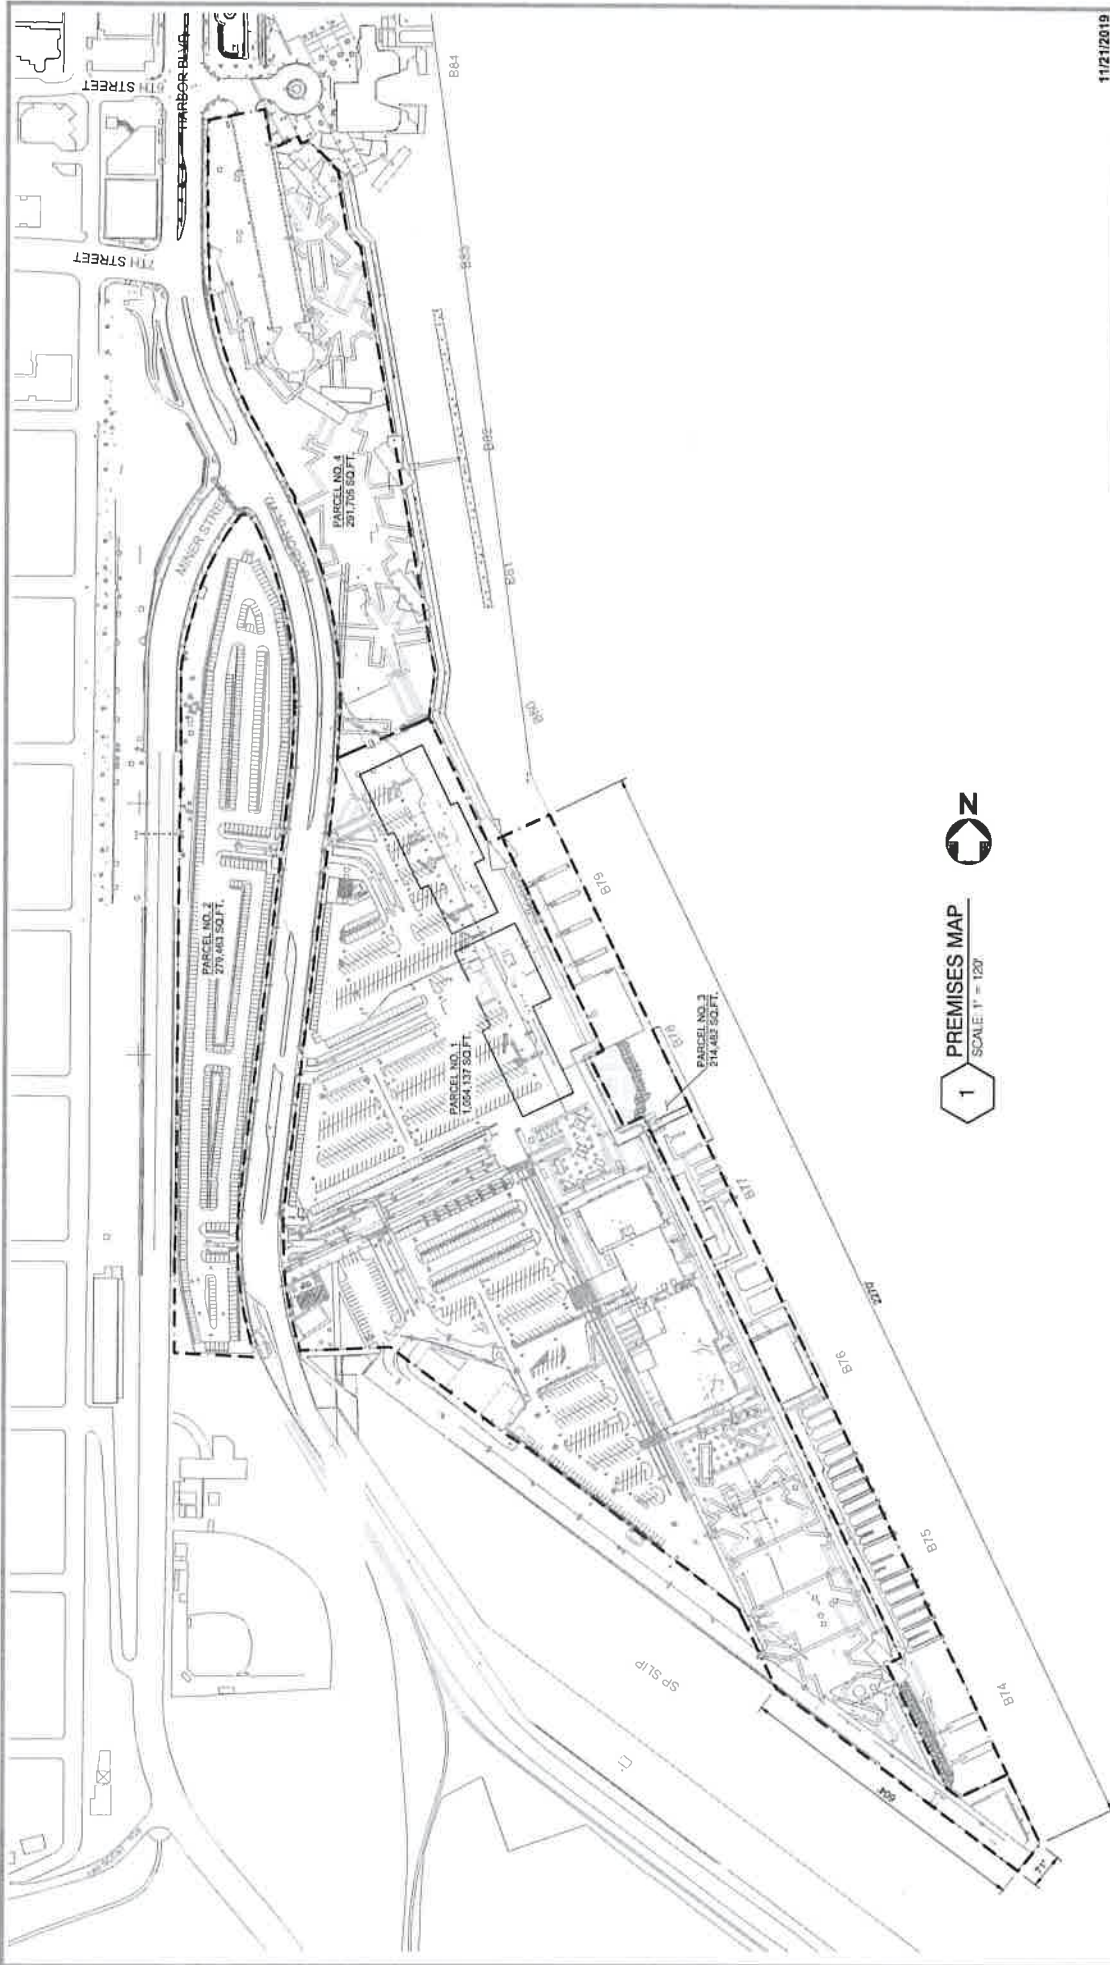 6TH STREET
HARBOR BLVD.
7TH STREET
B84
B83
B82
B81
B80
MINER STREET
PARCEL NO. 4
291,705 SQ.FT.
PARCEL NO. 2
279,463 SQ.FT.
PARCEL NO. 1
1,054,137 SQ.FT.
PARCEL NO. 3
214,482 SQ.FT.
B79
B78
B77
B76
B75
B74
SP SLIP
604'
71'
1
PREMISES MAP
SCALE: 1" = 120'
N
11/21/2019